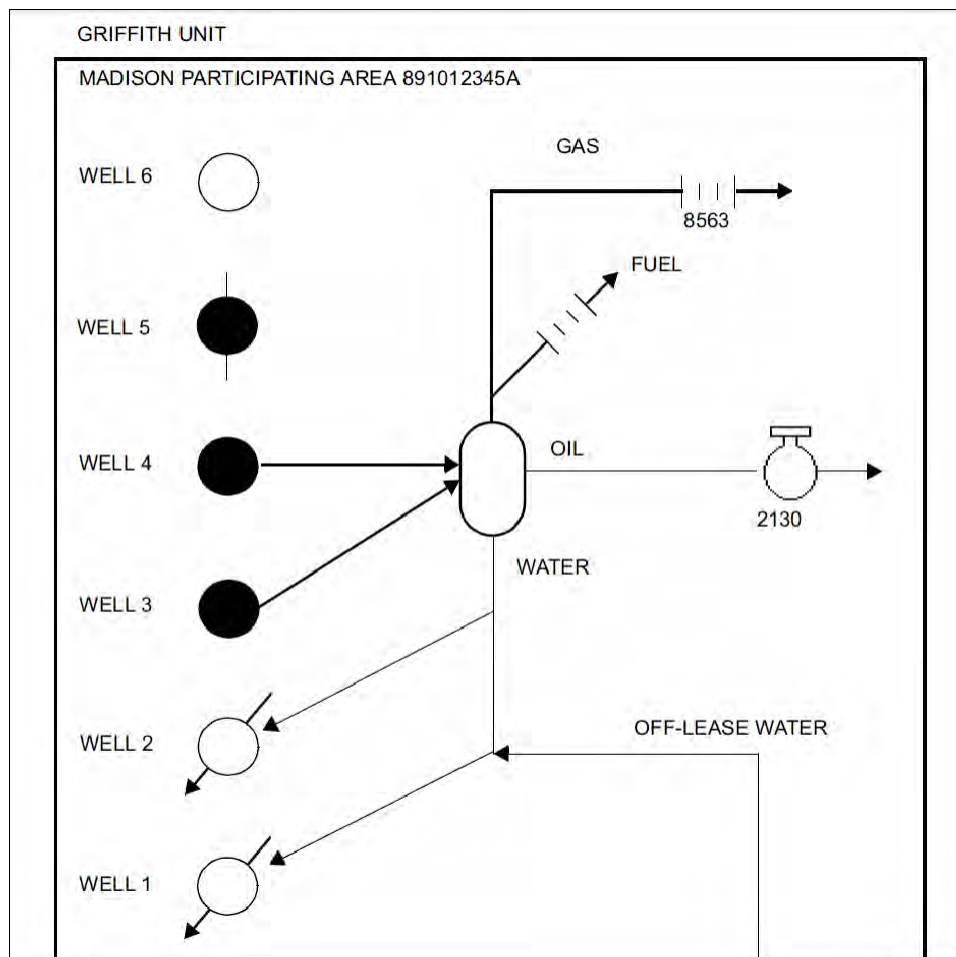 GRIFFITH UNIT
MADISON PARTICIPATING AREA 891012345A
GAS
WELL 6
8563
FUEL
WELL 5
OIL
WELL 4
2130
WATER
WELL 3
OFF-LEASE WATER
WELL 2
WELL 1